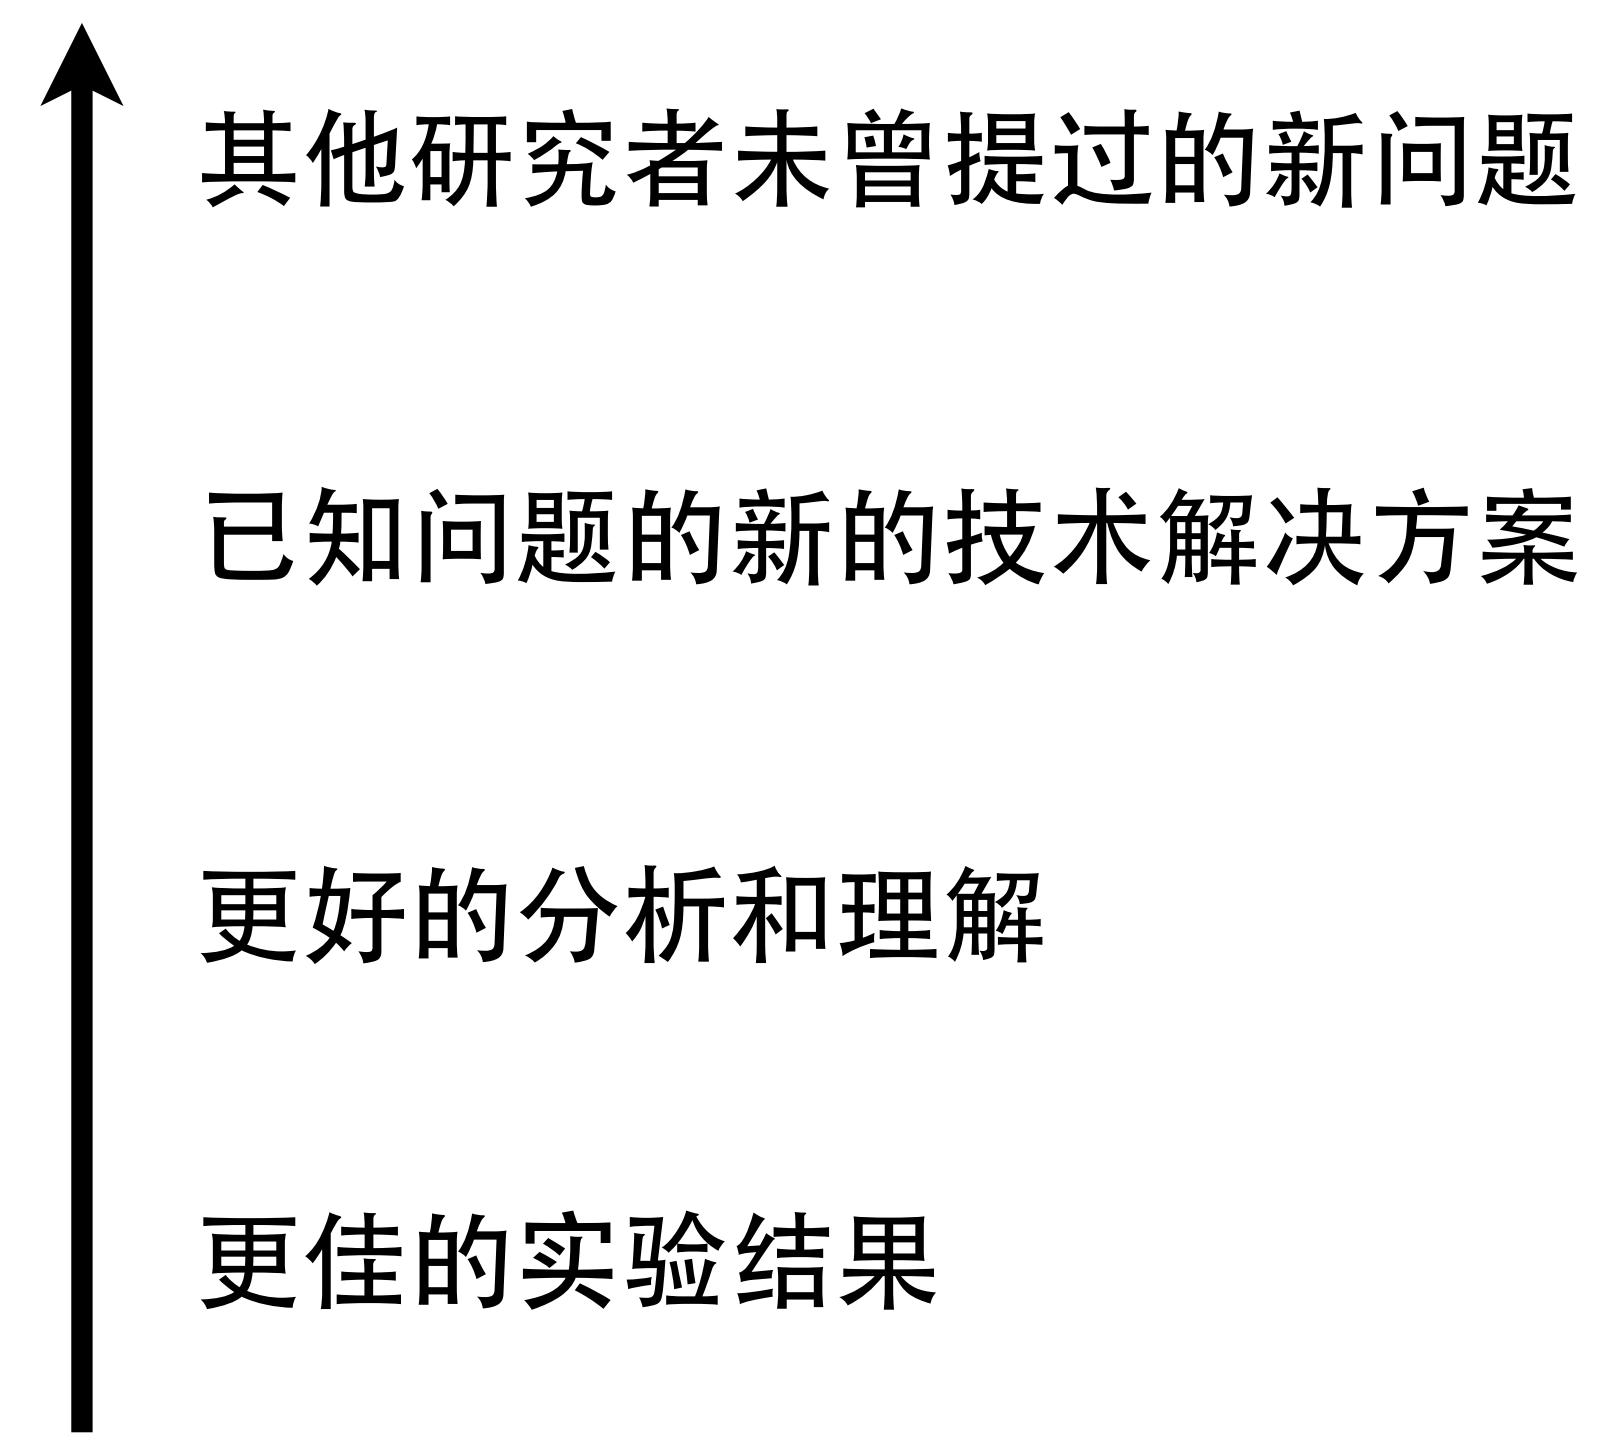 其他研究者未曾提过的新问题
已知问题的新的技术解决方案
更好的分析和理解
更佳的实验结果